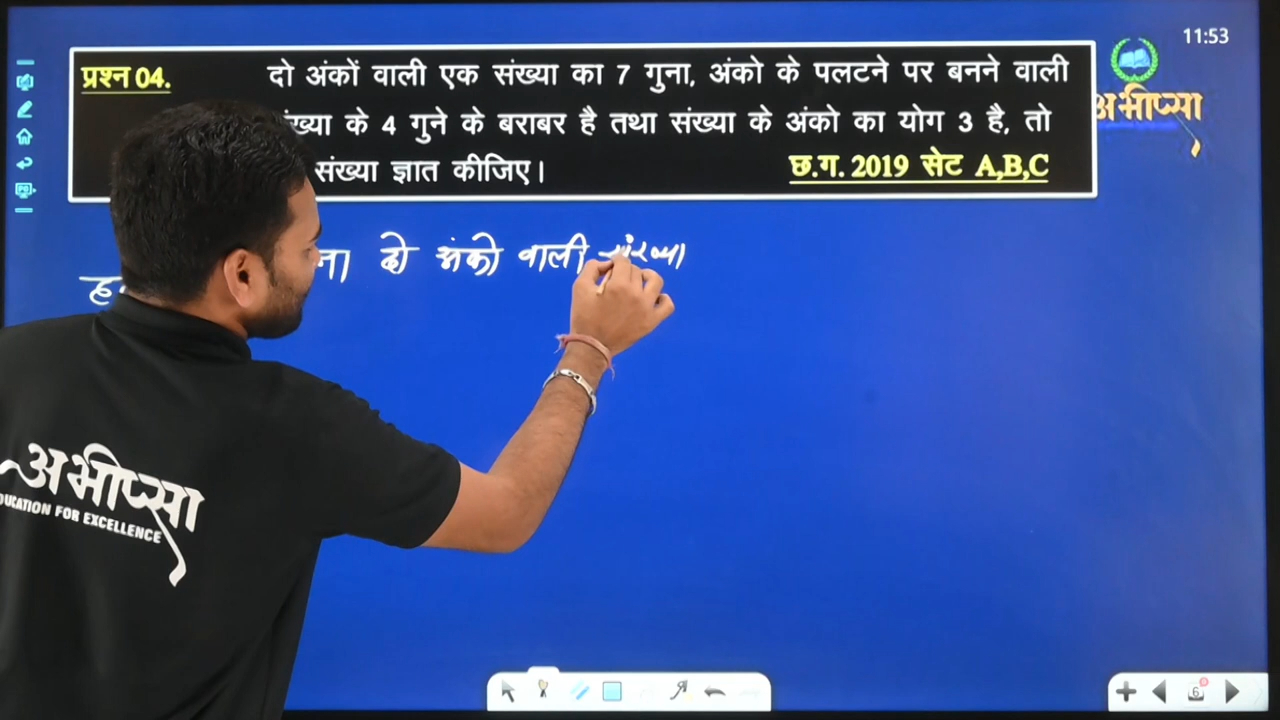 11:53
प्रश्न 04. दो अंकों वाली एक संख्या का 7 गुना, अंको के पलटने पर बनने वाली
ख्या के 4 गुने के बराबर है तथा संख्या के अंको का योग 3 है, तो
संख्या ज्ञात कीजिए।
छ.ग. 2019 सेट A,B,C
अभीप्सा
ना दो अंको वाली संख्या
अभीप्सा
DUCATION FOR EXCELLENCE
6